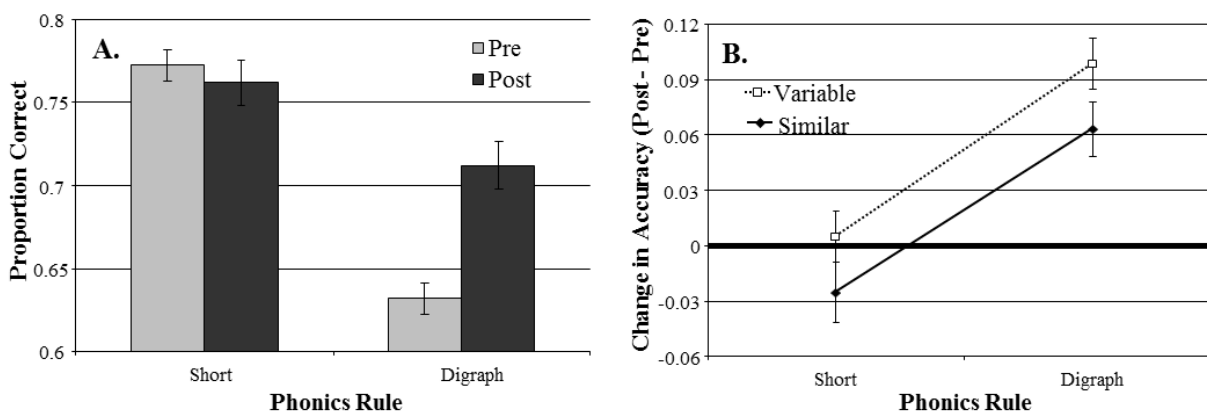 A.
Pre
Post
0.8
0.75
0.7
0.65
0.6
Proportion Correct
Short
Digraph
Phonics Rule
B.
Variable
Similar
0.12
0.09
0.06
0.03
0
-0.03
-0.06
Change in Accuracy (Post - Pre)
Short
Digraph
Phonics Rule